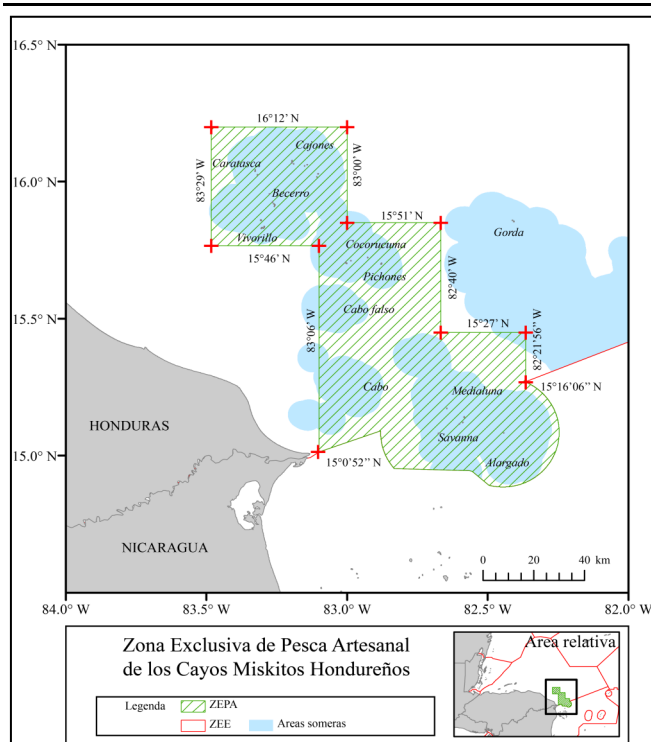 16.5° N
16°12' N
Cajones
Caratasca
83°29' W
83°00' W
16.0° N
Becerro
15°51' N
Gorda
Vivorillo
Cocorucuma
15°46' N
Pichones
82°40' W
Cabo falso
15.5° N
83°06' W
15°27' N
82°21'56'' W
Cabo
Medialuna
15°16'06'' N
HONDURAS
Savanna
15.0° N
15°0'52'' N
Alargado
NICARAGUA
0 20 40 km
84.0° W 83.5° W 83.0° W 82.5° W 82.0° W
Zona Exclusiva de Pesca Artesanal
de los Cayos Miskitos Hondureños
Area relativa
Legenda ZEPA
ZEE Areas someras